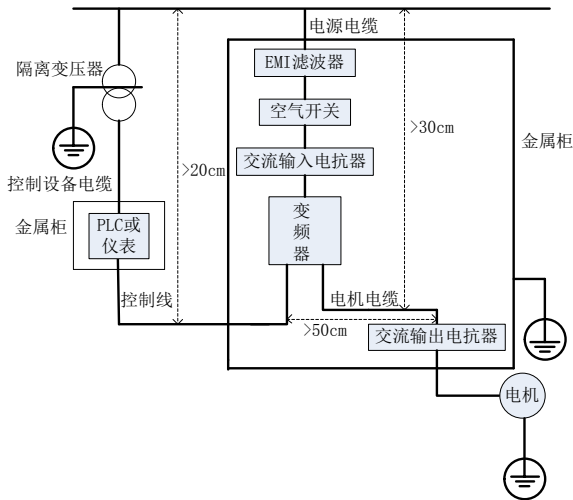 电源电缆
EMI滤波器
隔离变压器
空气开关
>30cm
金属柜
交流输入电抗器
>20cm
控制设备电缆
变
频
器
PLC或
仪表
金属柜
控制线
电机电缆
>50cm
交流输出电抗器
电机